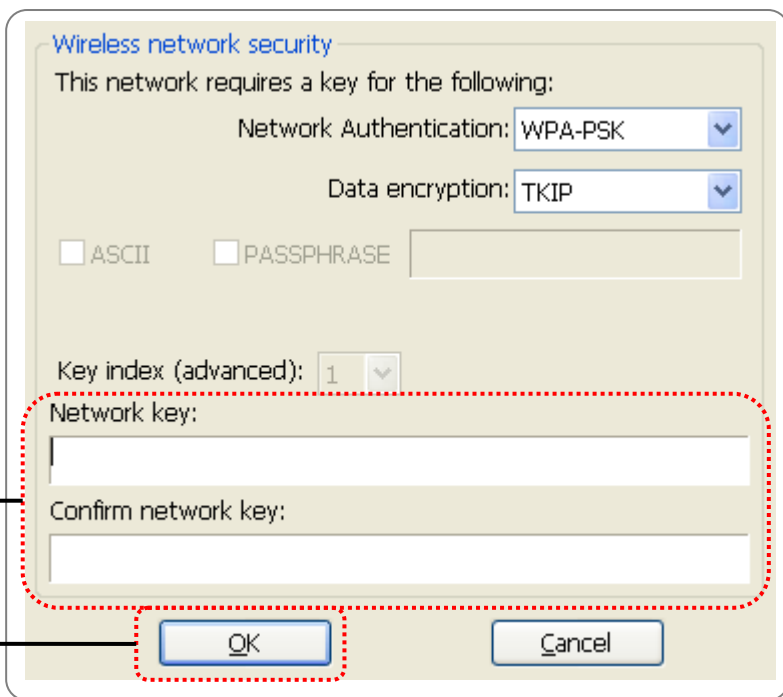 Wireless network security
This network requires a key for the following:
Network Authentication: WPA-PSK
Data encryption: TKIP
ASCII PASSPHRASE
Key index (advanced): 1
Network key:
Confirm network key:
OK Cancel